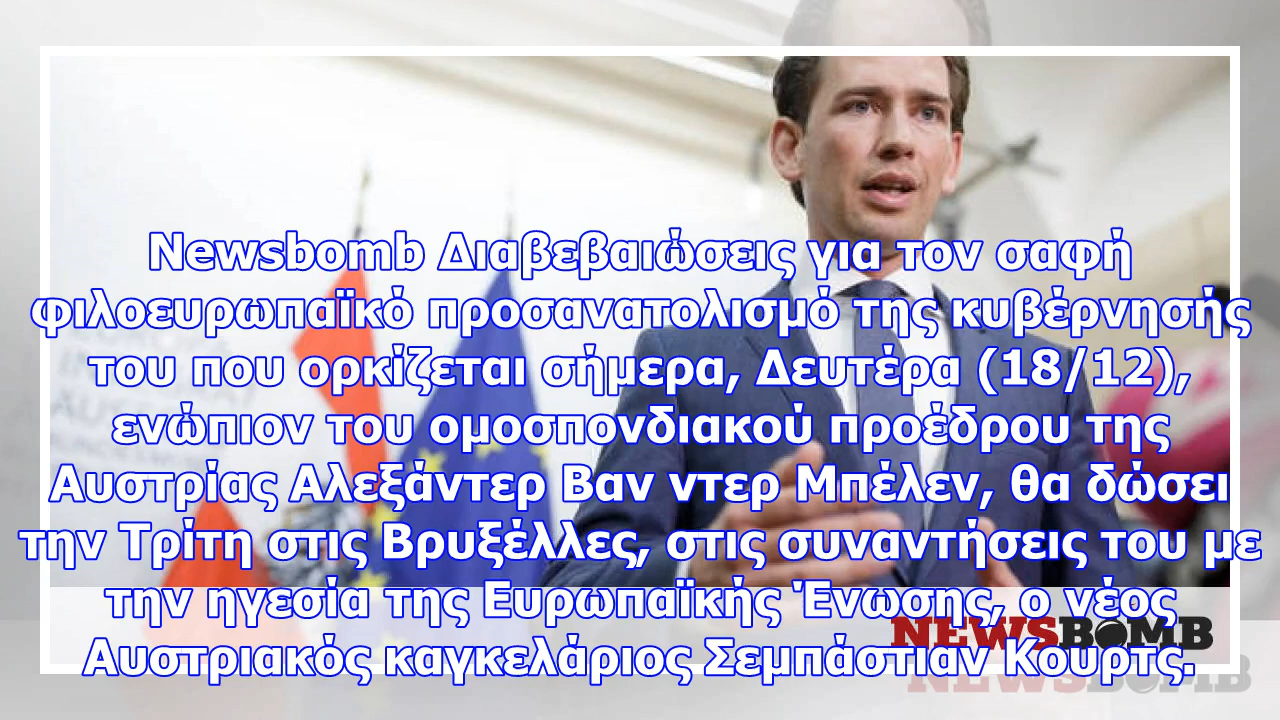 Newsbomb Διαβεβαιώσεις για τον σαφή
φιλοευρωπαϊκό προσανατολισμό της κυβέρνησής
του που ορκίζεται σήμερα, Δευτέρα (18/12),
ενώπιον του ομοσπονδιακού προέδρου της
Αυστρίας Αλεξάντερ Βαν ντερ Μπέλεν, θα δώσει
την Τρίτη στις Βρυξέλλες, στις συναντήσεις του με
την ηγεσία της Ευρωπαϊκής Ένωσης, ο νέος
Αυστριακός καγκελάριος Σεμπάστιαν Κουρτς.
NEWSBOMB
NEWSBOMB